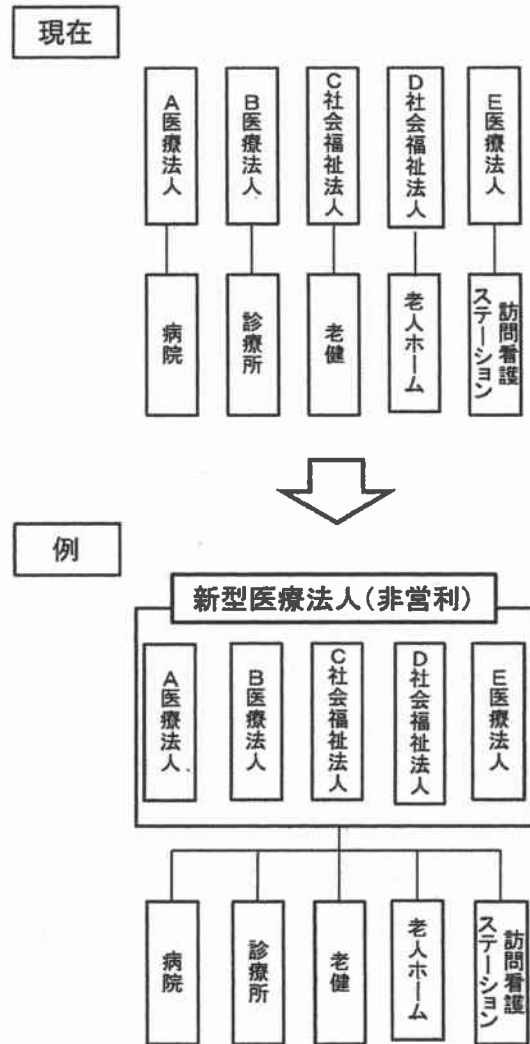 現在
A医療法人
B医療法人
C社会福祉法人
D社会福祉法人
E医療法人
病院
診療所
老健
老人ホーム
訪問看護
ステーション
例
新型医療法人(非営利)
A医療法人
B医療法人
C社会福祉法人
D社会福祉法人
E医療法人
病院
診療所
老健
老人ホーム
訪問看護
ステーション